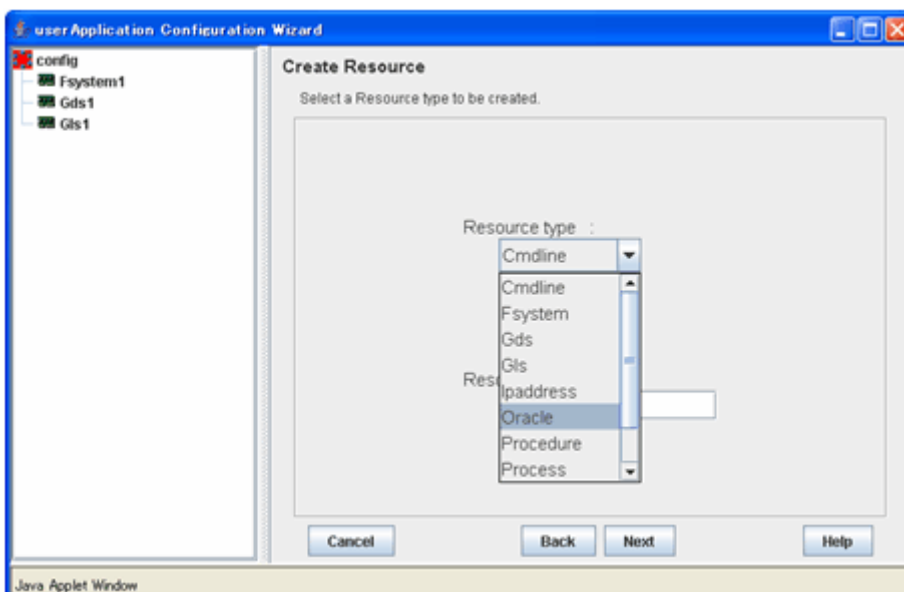 userApplication Configuration Wizard
config
Fsystem1
Gds1
Gls1
Create Resource
Select a Resource type to be created.
Resource type :
Cmdline
Cmdline
Fsystem
Gds
Gls
Ipaddress
Oracle
Procedure
Process
Cancel
Back
Next
Help
Java Applet Window